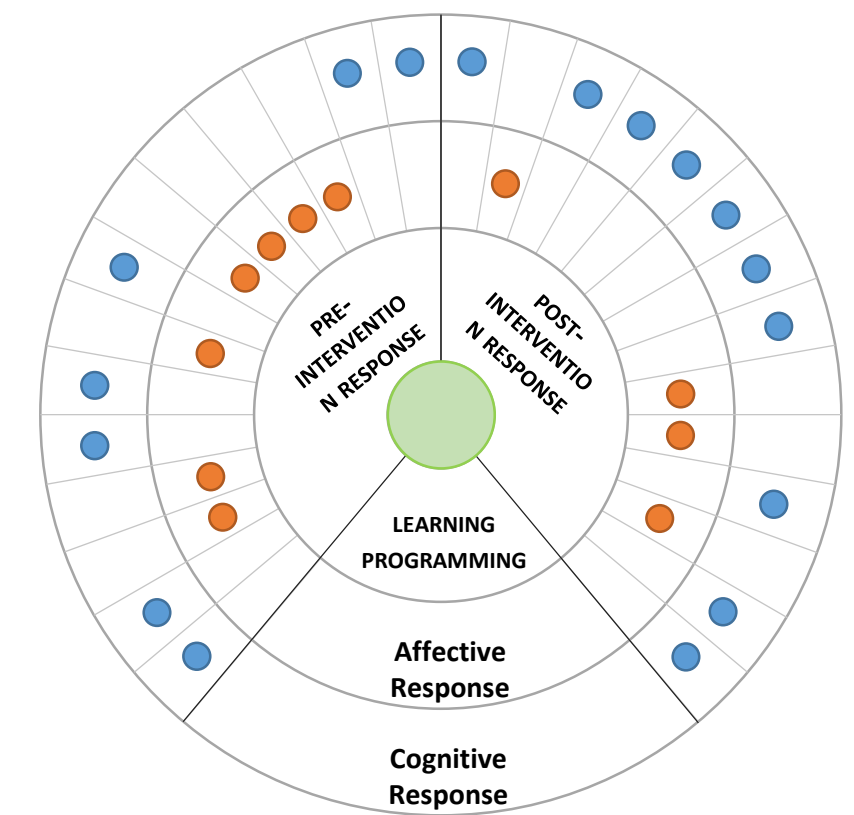 PRE-
INTERVENTIO
N RESPONSE
POST-
INTERVENTIO
N RESPONSE
LEARNING
PROGRAMMING
Affective
Response
Cognitive
Response